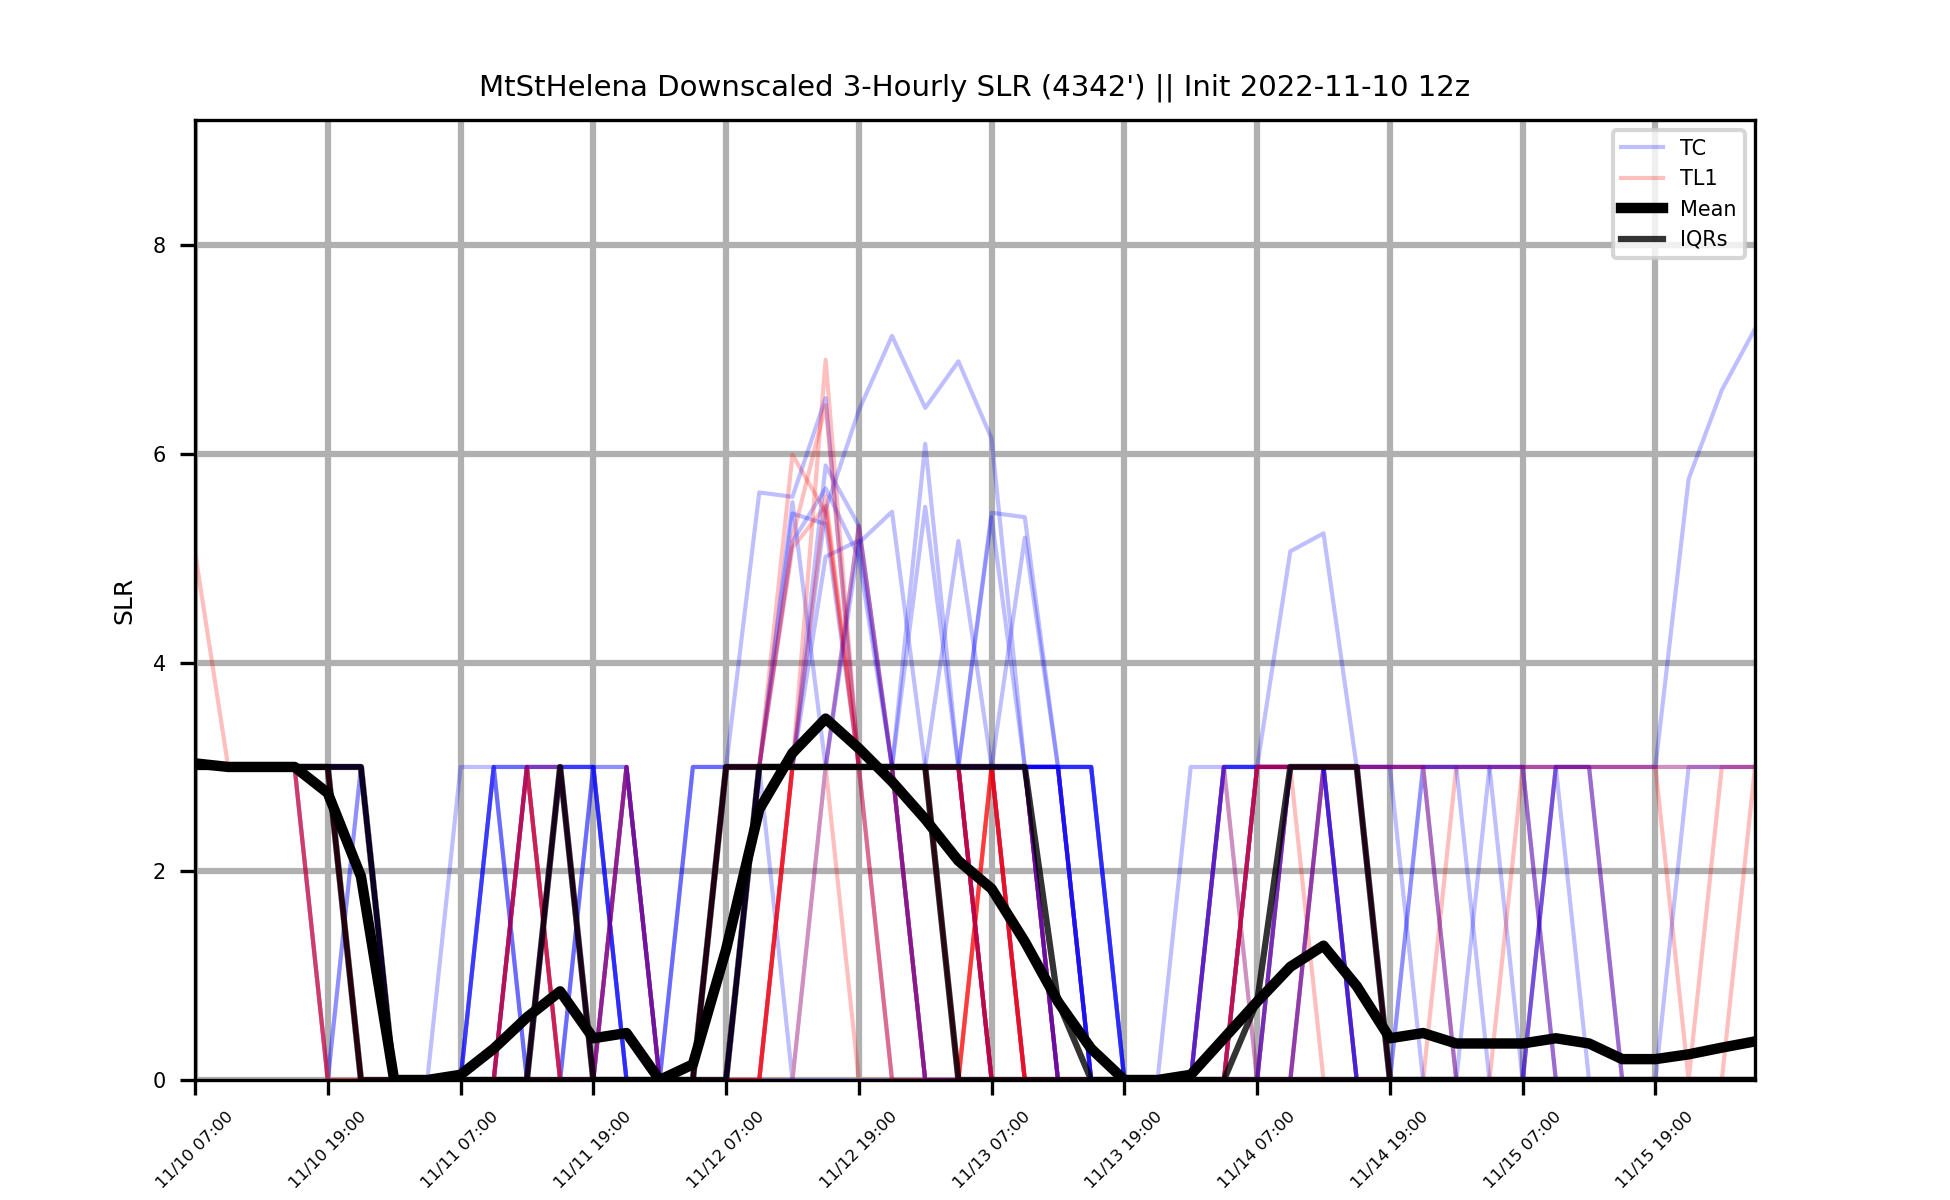 MtStHelena Downscaled 3-Hourly SLR (4342') || Init 2022-11-10 12z
TC
TL1
Mean
IQRs
SLR
8
6
4
2
0
11/10 07:00
11/10 19:00
11/11 07:00
11/11 19:00
11/12 07:00
11/12 19:00
11/13 07:00
11/13 19:00
11/14 07:00
11/14 19:00
11/15 07:00
11/15 19:00